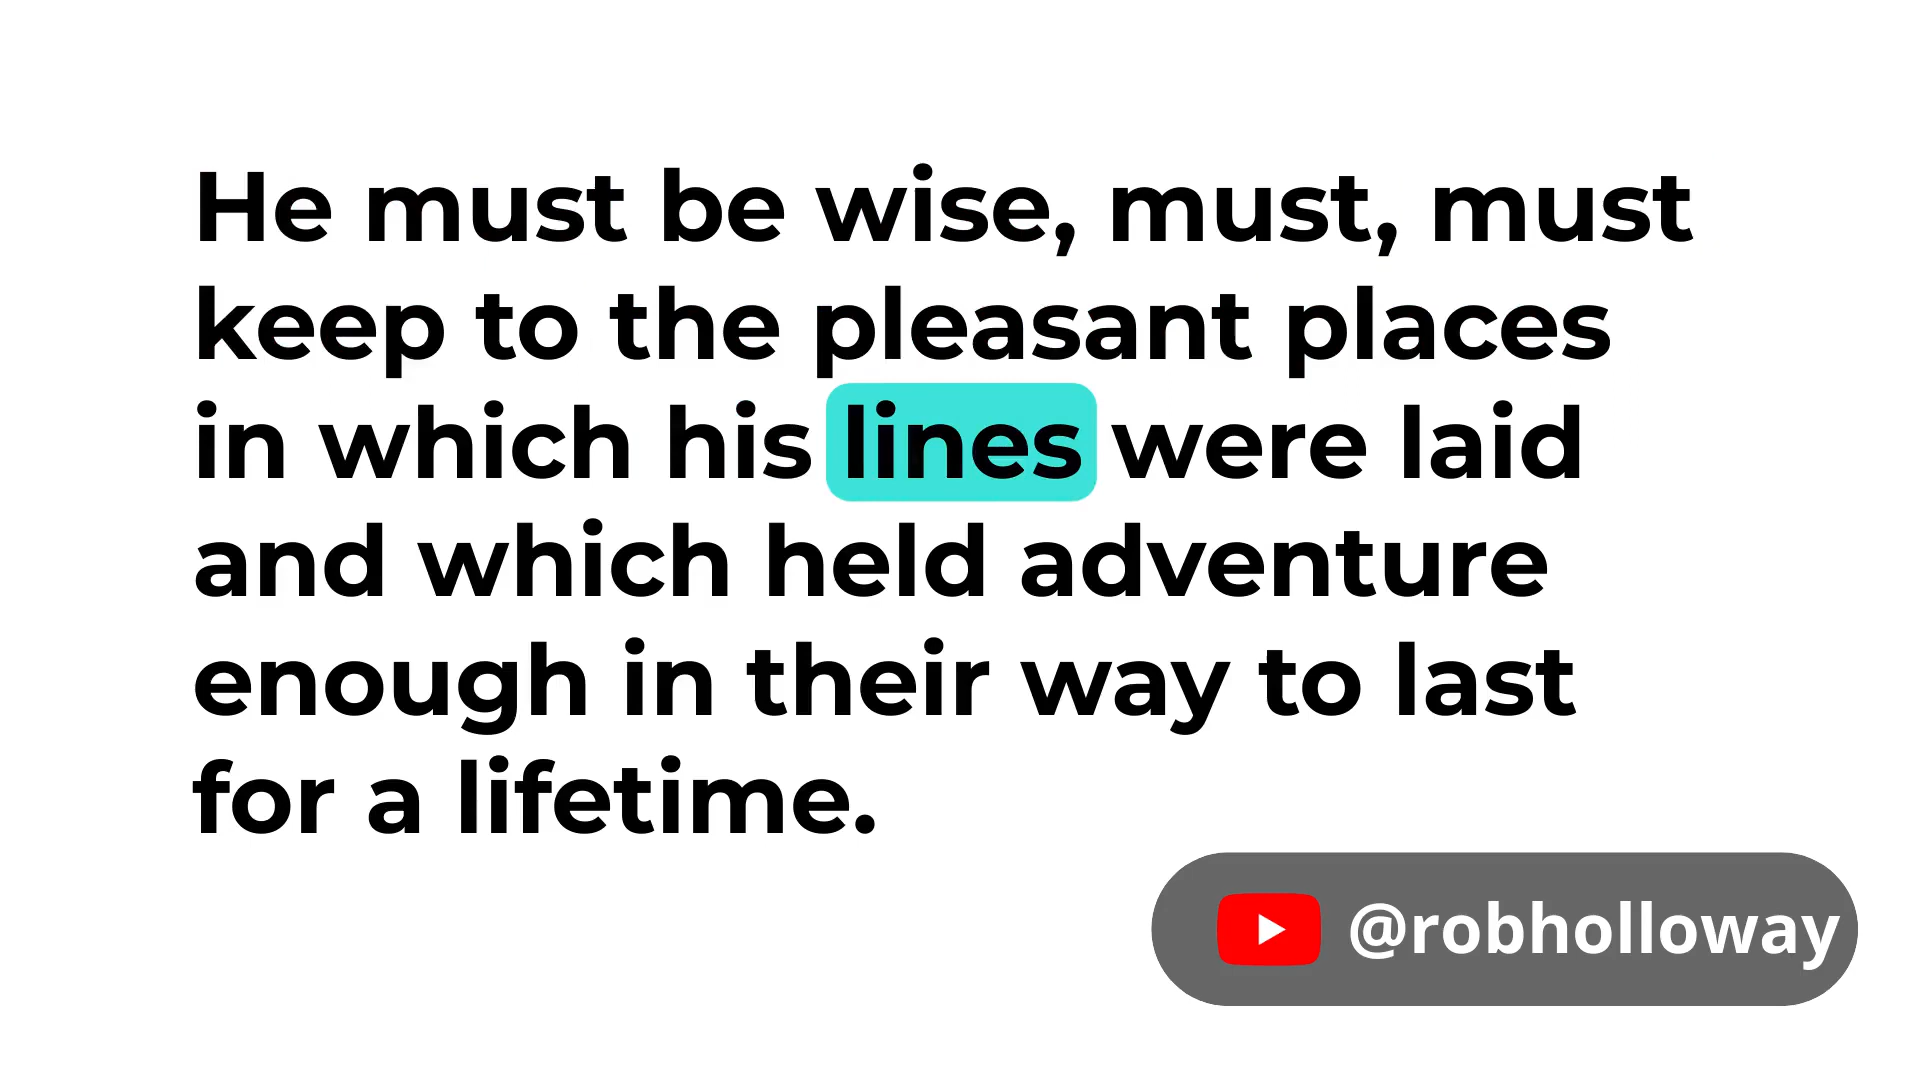 He must be wise, must, must
keep to the pleasant places
in which his lines were laid
and which held adventure
enough in their way to last
for a lifetime.
@robholloway